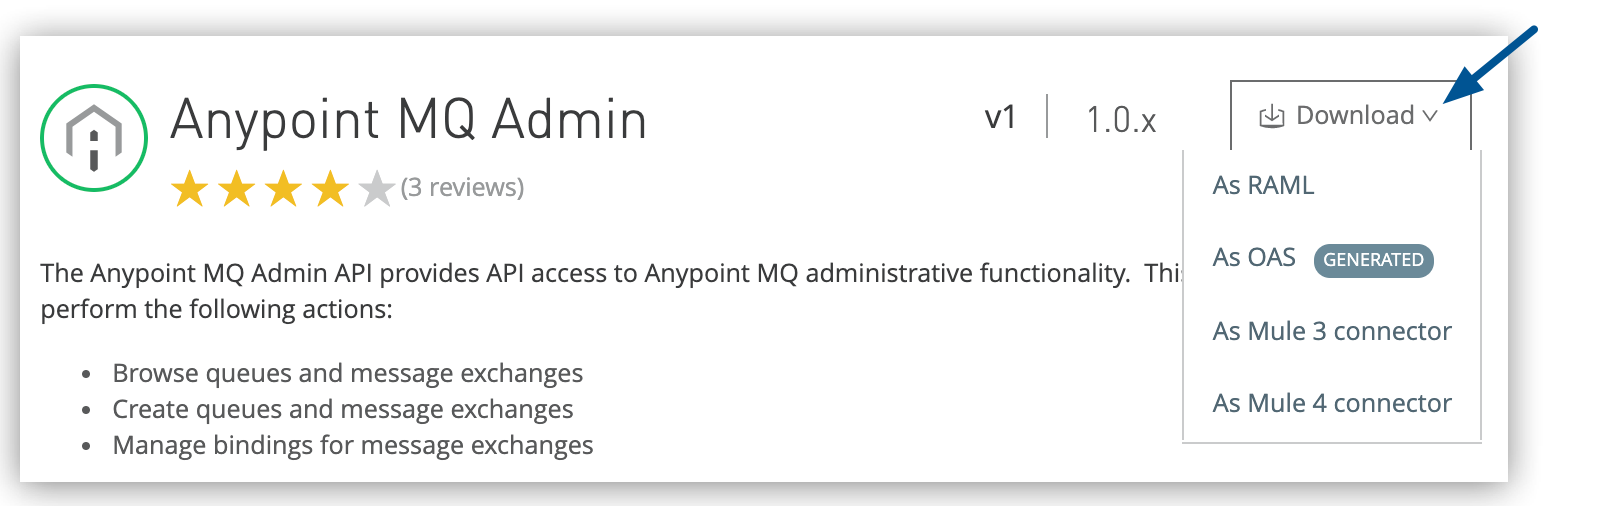 Anypoint MQ Admin
v1
1.0.x
Download
(3 reviews)
As RAML
As OAS GENERATED
As Mule 3 connector
As Mule 4 connector
The Anypoint MQ Admin API provides API access to Anypoint MQ administrative functionality.
perform the following actions:
• Browse queues and message exchanges
• Create queues and message exchanges
• Manage bindings for message exchanges